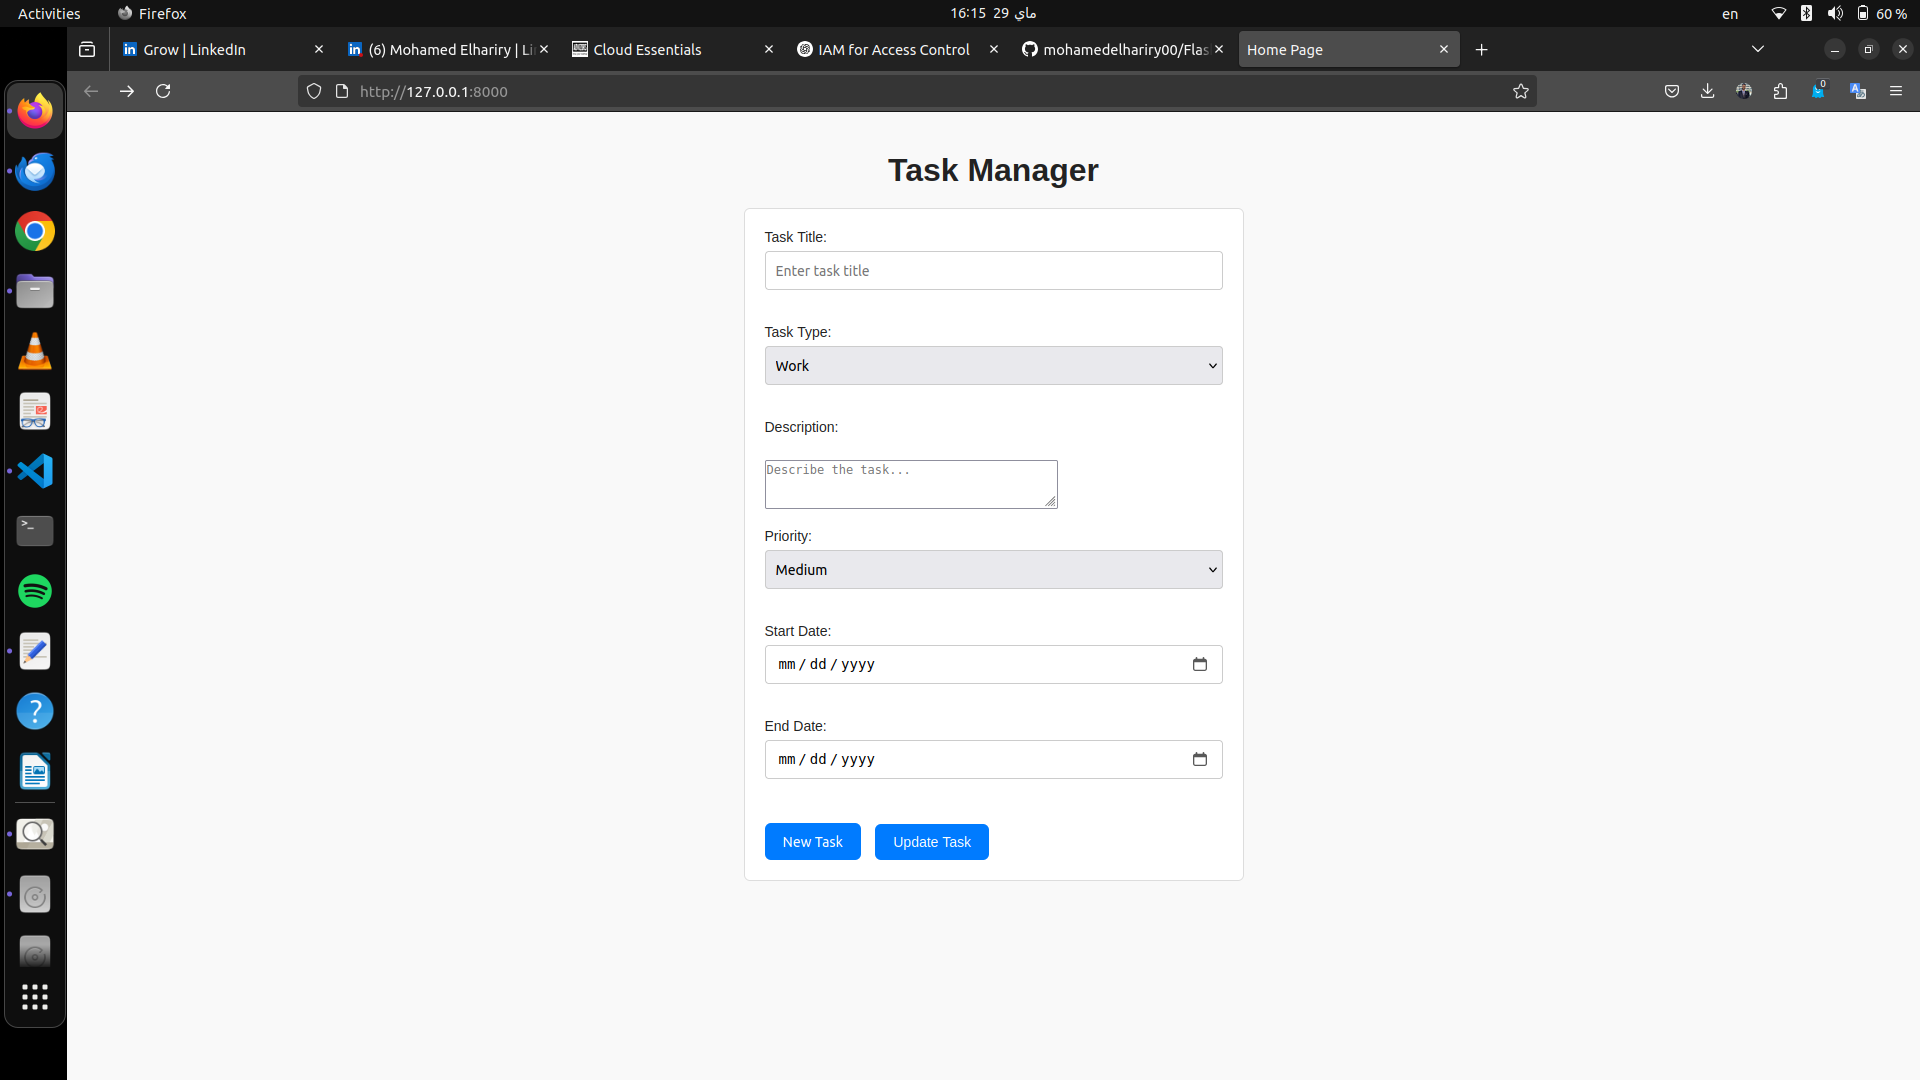 Activities
Firefox
16:15 29 ماي
en
60 %
Grow | LinkedIn
(6) Mohamed Elhariry | Li
Cloud Essentials
IAM for Access Control
mohamedelhariry00/Flas
Home Page
http://127.0.0.1:8000
0
Task Manager
Task Title:
Enter task title
Task Type:
Work
Description:
Describe the task...
Priority:
Medium
Start Date:
mm / dd / yyyy
End Date:
mm / dd / yyyy
New Task
Update Task